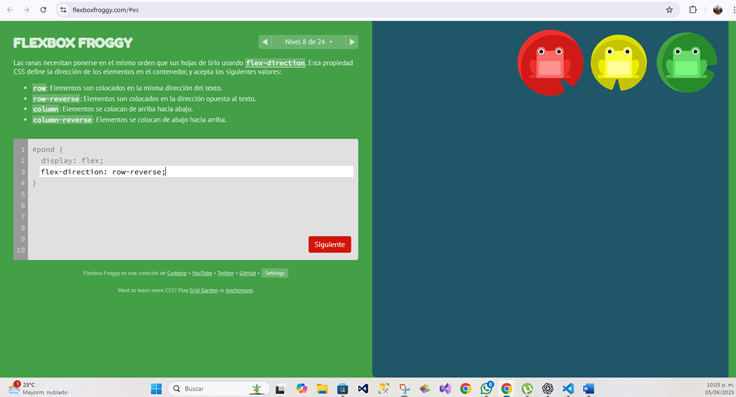 flexboxfroggy.com/#es
FLEXBOX FROGGY
Nivel 8 de 24
Las ranas necesitan ponerse en el mismo orden que sus hojas de lirio usando flex-direction. Esta propiedad
CSS define la dirección de los elementos en el contenedor, y acepta los siguientes valores:
row: Elementos son colocados en la misma dirección del texto.
row-reverse: Elementos son colocados en la dirección opuesta al texto.
column: Elementos se colocan de arriba hacia abajo.
column-reverse: Elementos se colocan de abajo hacia arriba.
1 #pond {
2 display: flex;
3 flex-direction: row-reverse;
4 }
5
6
7
8
9
10
Siguiente
Flexbox Froggy es una creación de Codepip • YouTube • Twitter • GitHub • Settings
Want to learn more CSS? Play Grid Garden or Anchoreum.
1
25°C
Mayorm. nublado
Buscar
10:05 p. m.
05/06/2025